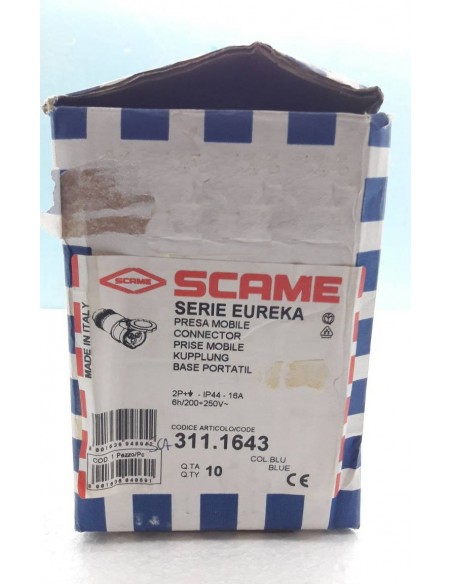 SCAME
SCAME
SERIE EUREKA
PRESA MOBILE
CONNECTOR
PRISE MOBILE
KUPPLUNG
BASE PORTATIL
MADE IN ITALY
2P+⏚ - IP44 - 16A
6h/200÷250V~
CODICE ARTICOLO/CODE
311.1643
COL.BLU
BLUE
COD. 1 Pezzo/Pc
Q.TA
Q.TY 10
CE